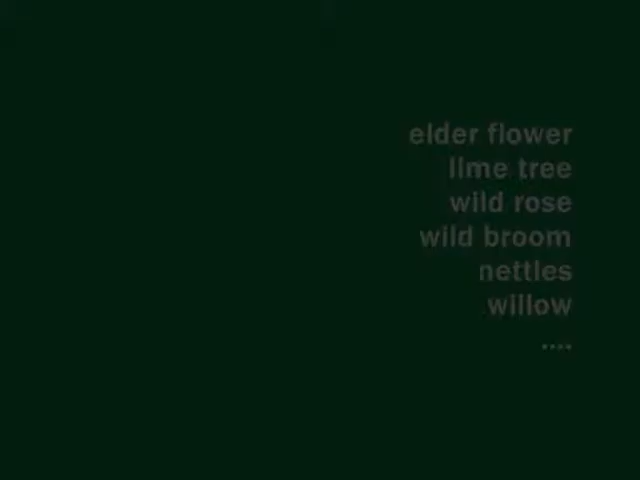 elder flower
lime tree
wild rose
wild broom
nettles
willow
....